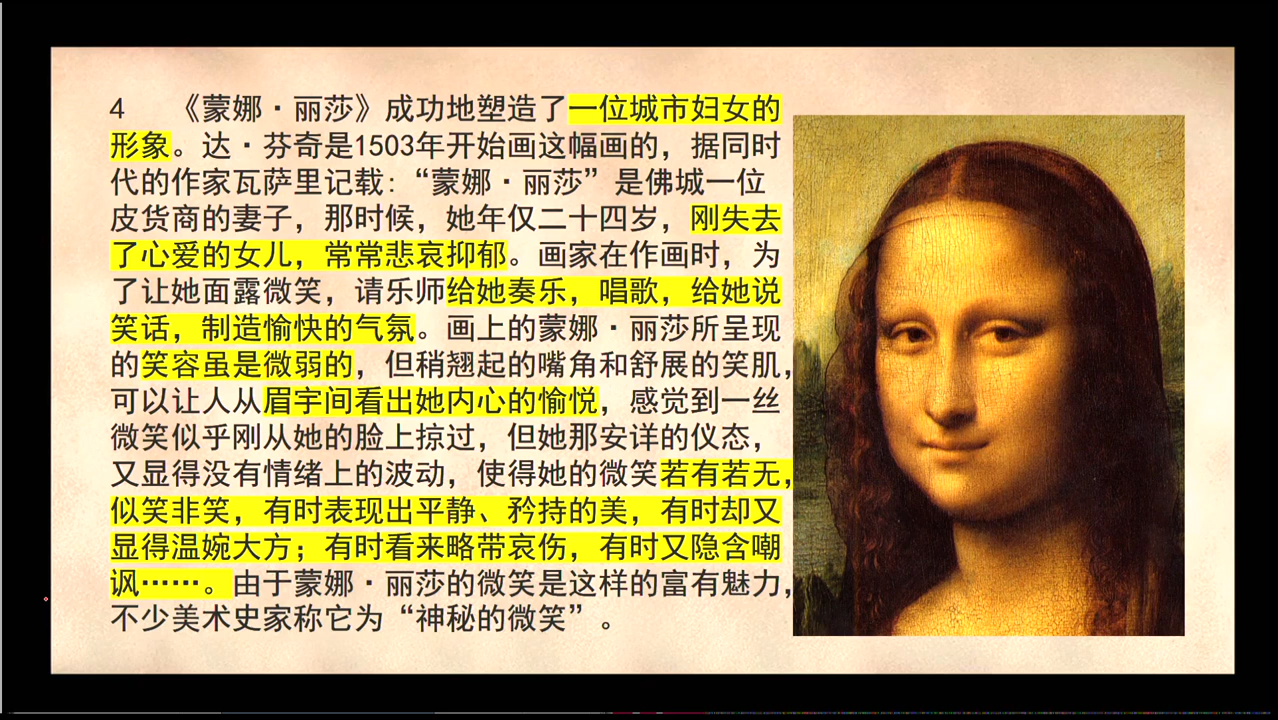 4 《蒙娜·丽莎》成功地塑造了一位城市妇女的
形象。达·芬奇是1503年开始画这幅画的，据同时
代的作家瓦萨里记载：“蒙娜·丽莎”是佛城一位
皮货商的妻子，那时候，她年仅二十四岁，刚失去
了心爱的女儿，常常悲哀抑郁。画家在作画时，为
了让她面露微笑，请乐师给她奏乐，唱歌，给她说
笑话，制造愉快的气氛。画上的蒙娜·丽莎所呈现
的笑容虽是微弱的，但稍翘起的嘴角和舒展的笑肌，
可以让人从眉宇间看出她内心的愉悦，感觉到一丝
微笑似乎刚从她的脸上掠过，但她那安详的仪态，
又显得没有情绪上的波动，使得她的微笑若有若无，
似笑非笑，有时表现出平静、矜持的美，有时却又
显得温婉大方；有时看来略带哀伤，有时又隐含嘲
讽……。由于蒙娜·丽莎的微笑是这样的富有魅力，
不少美术史家称它为“神秘的微笑”。